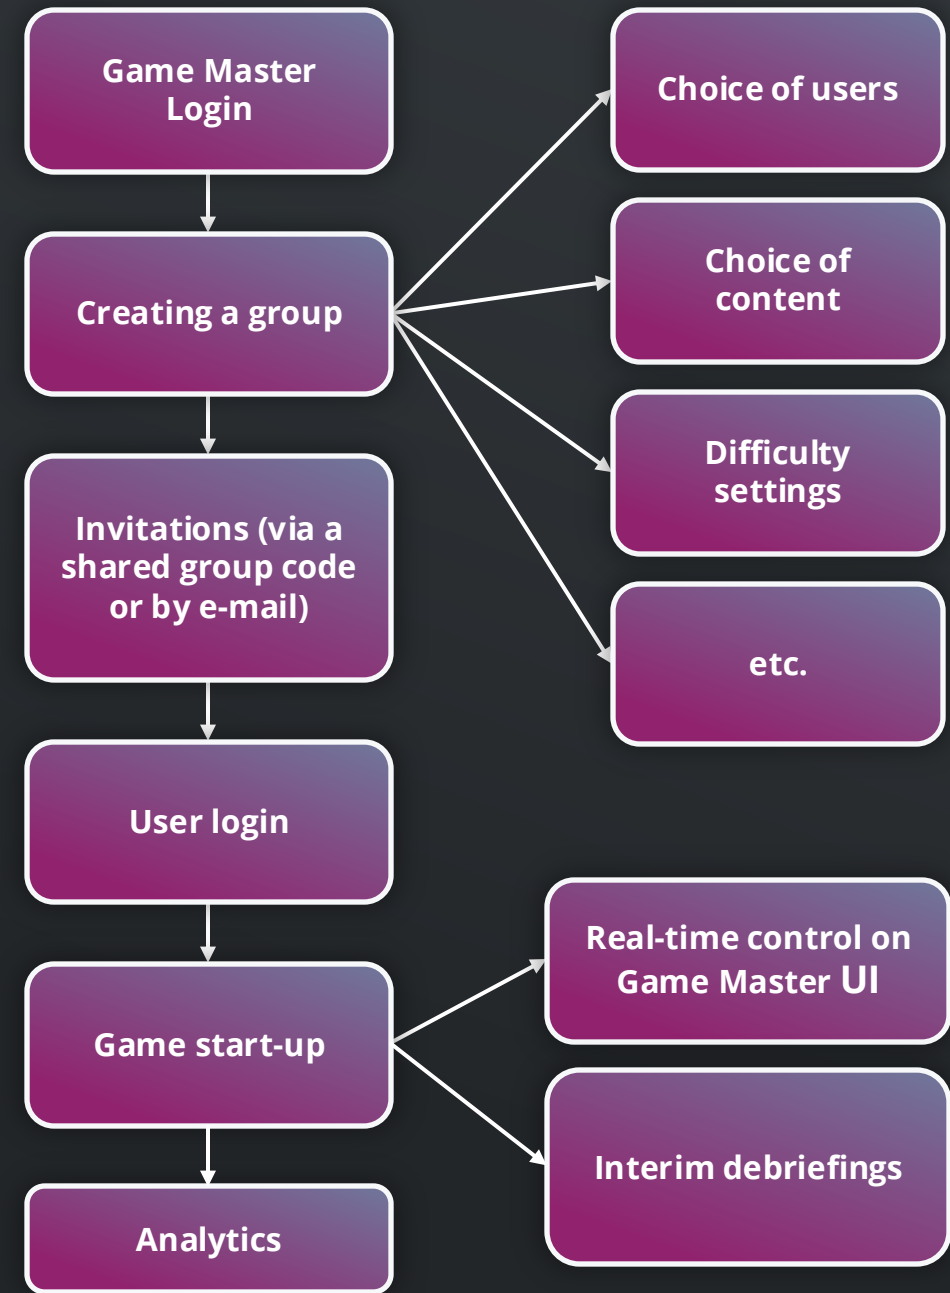 Game Master
Login
Creating a group
Invitations (via a
shared group code
or by e-mail)
User login
Game start-up
Analytics
Choice of users
Choice of
content
Difficulty
settings
etc.
Real-time control on
Game Master UI
Interim debriefings